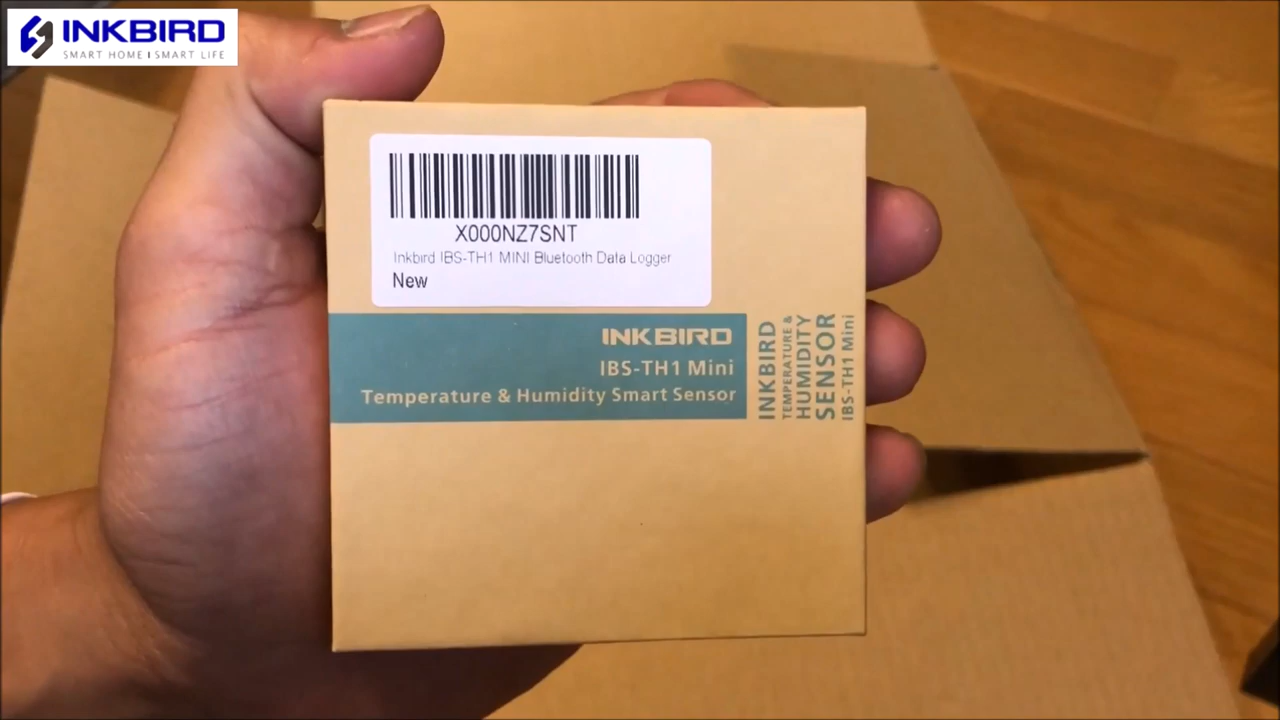 INKBIRD
SMART HOME I SMART LIFE
X000NZ7SNT
Inkbird IBS-TH1 MINI Bluetooth Data Logger
New
INKBIRD
IBS-TH1 Mini
Temperature & Humidity Smart Sensor
INKBIRD
TEMPERATURE &
HUMIDITY
SENSOR
IBS-TH1 Mini